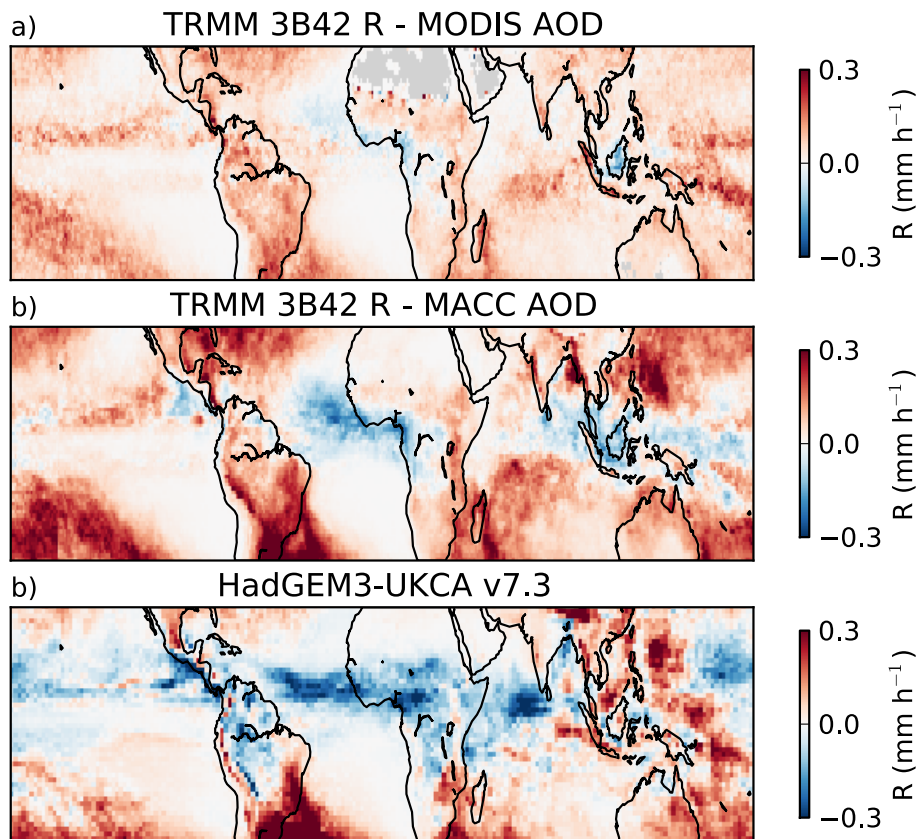 a) TRMM 3B42 R - MODIS AOD
0.3
0.0
−0.3
R (mm h⁻¹)
b) TRMM 3B42 R - MACC AOD
0.3
0.0
−0.3
R (mm h⁻¹)
b) HadGEM3-UKCA v7.3
0.3
0.0
−0.3
R (mm h⁻¹)